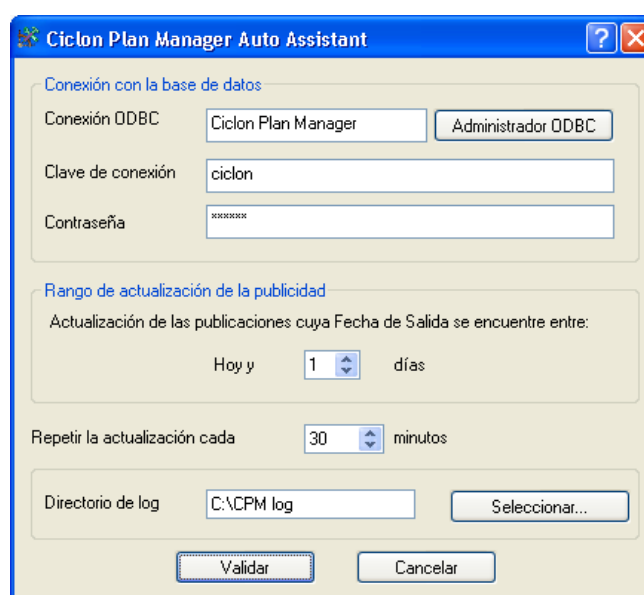 Ciclon Plan Manager Auto Assistant
?
Conexión con la base de datos
Conexión ODBC
Ciclon Plan Manager
Administrador ODBC
Clave de conexión
ciclon
Contraseña
******
Rango de actualización de la publicidad
Actualización de las publicaciones cuya Fecha de Salida se encuentre entre:
Hoy y 1 días
Repetir la actualización cada 30 minutos
Directorio de log
C:\CPM log
Seleccionar...
Validar
Cancelar